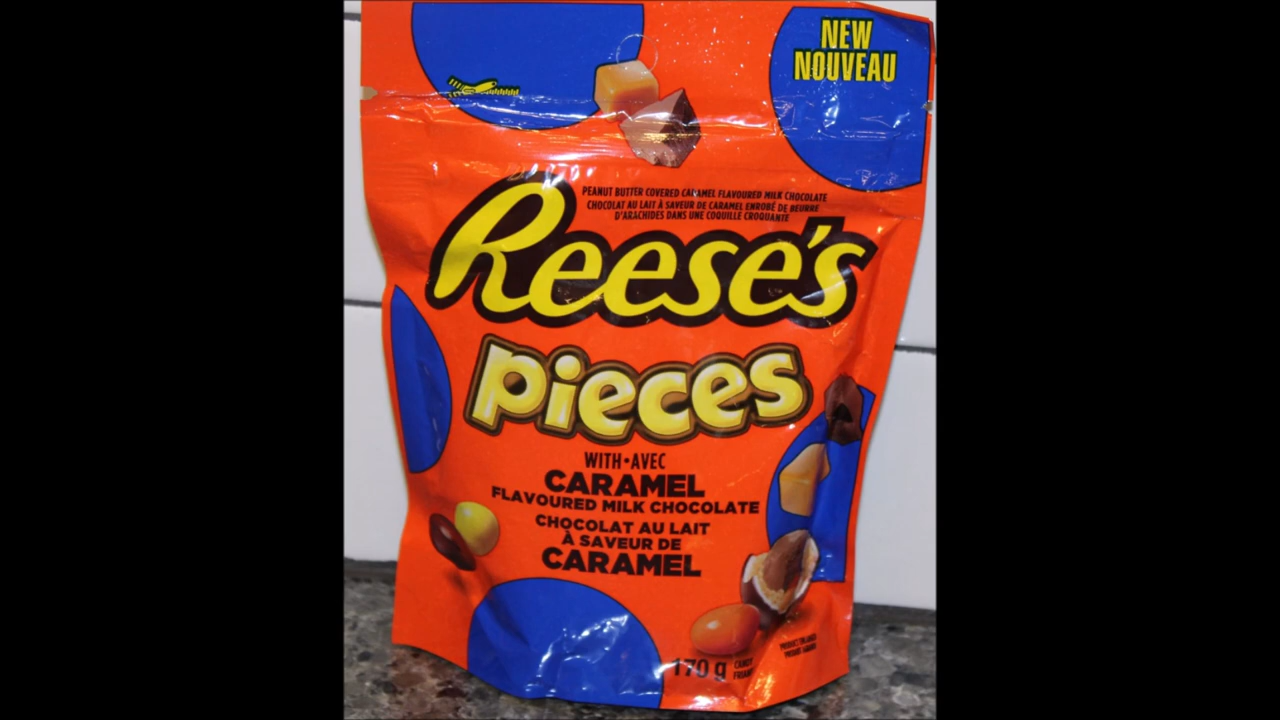 NEW
NOUVEAU
PEANUT BUTTER COVERED CARAMEL FLAVOURED MILK CHOCOLATE
CHOCOLAT AU LAIT À SAVEUR DE CARAMEL ENROBÉ DE BEURRE
D'ARACHIDES DANS UNE COQUILLE CROQUANTE
Reese's
pieces
WITH•AVEC
CARAMEL
FLAVOURED MILK CHOCOLATE
CHOCOLAT AU LAIT
À SAVEUR DE
CARAMEL
170 g
CANDY